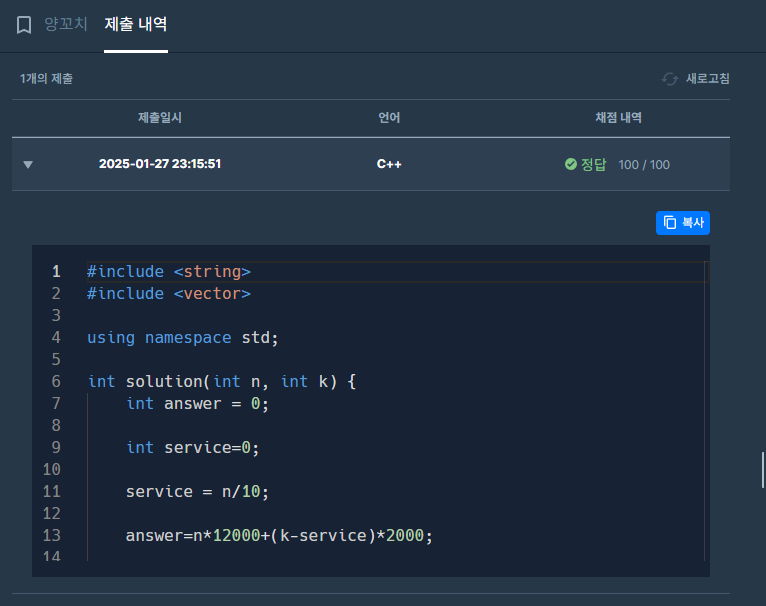 양꼬치 제출 내역
1개의 제출 새로고침
제출일시 언어 채점 내역
2025-01-27 23:15:51 C++ 정답 100 / 100
복사
1 #include <string>
2 #include <vector>
3
4 using namespace std;
5
6 int solution(int n, int k) {
7     int answer = 0;
8
9     int service=0;
10
11     service = n/10;
12
13     answer=n*12000+(k-service)*2000;
14